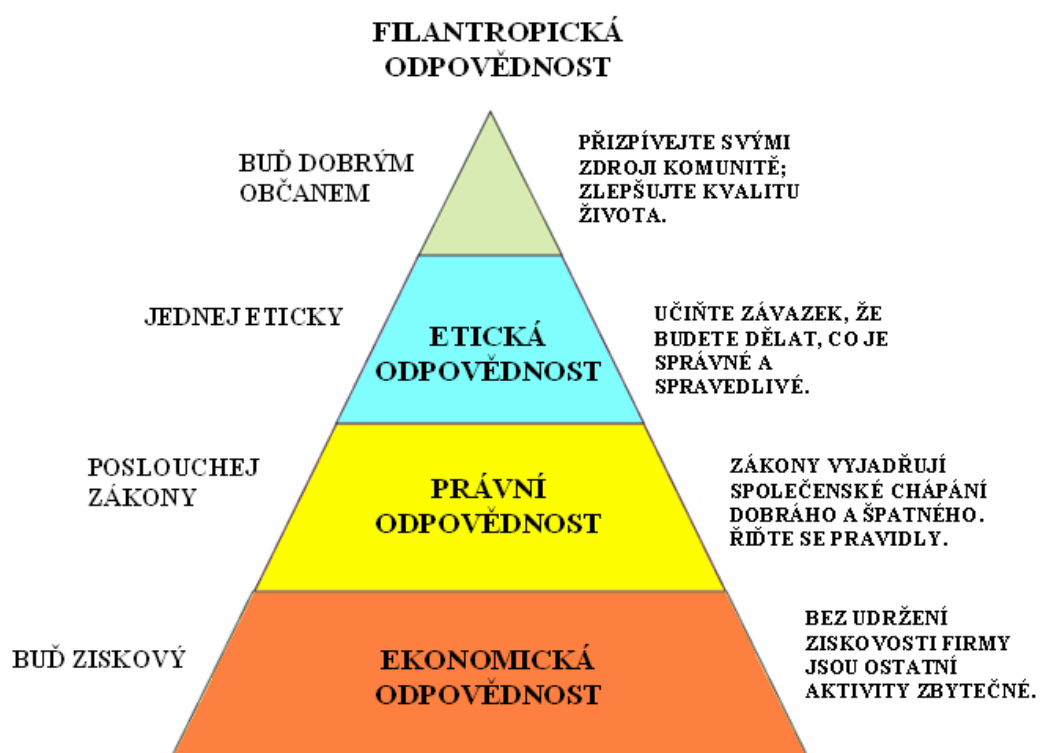 FILANTROPICKÁ
ODPOVĚDNOST
BUĎ DOBRÝM
OBČANEM
PŘIZPÍVEJTE SVÝMI
ZDROJI KOMUNITĚ;
ZLEPŠUJTE KVALITU
ŽIVOTA.
JEDNEJ ETICKY
ETICKÁ
ODPOVĚDNOST
UČIŇTE ZÁVAZEK, ŽE
BUDETE DĚLAT, CO JE
SPRÁVNÉ A
SPRAVEDLIVÉ.
POSLOUCHEJ
ZÁKONY
PRÁVNÍ
ODPOVĚDNOST
ZÁKONY VYJADŘUJÍ
SPOLEČENSKÉ CHÁPÁNÍ
DOBRÁHO A ŠPATNÉHO.
ŘIĎTE SE PRAVIDLY.
BUĎ ZISKOVÝ
EKONOMICKÁ
ODPOVĚDNOST
BEZ UDRŽENÍ
ZISKOVOSTI FIRMY
JSOU OSTATNÍ
AKTIVITY ZBYTEČNÉ.